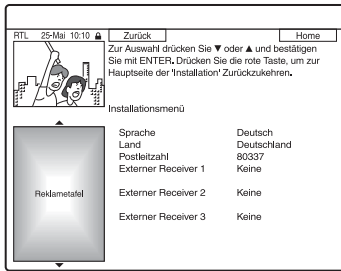 RTL 25-Mai 10:10 Zurück Home
Zur Auswahl drücken Sie ▼ oder ▲ und bestätigen
Sie mit ENTER. Drücken Sie die rote Taste, um zur
Hauptseite der 'Installation' Zurückzukehren.
Installationsmenü
Sprache Deutsch
Land Deutschland
Postleitzahl 80337
Externer Receiver 1 Keine
Externer Receiver 2 Keine
Externer Receiver 3 Keine
Reklametafel